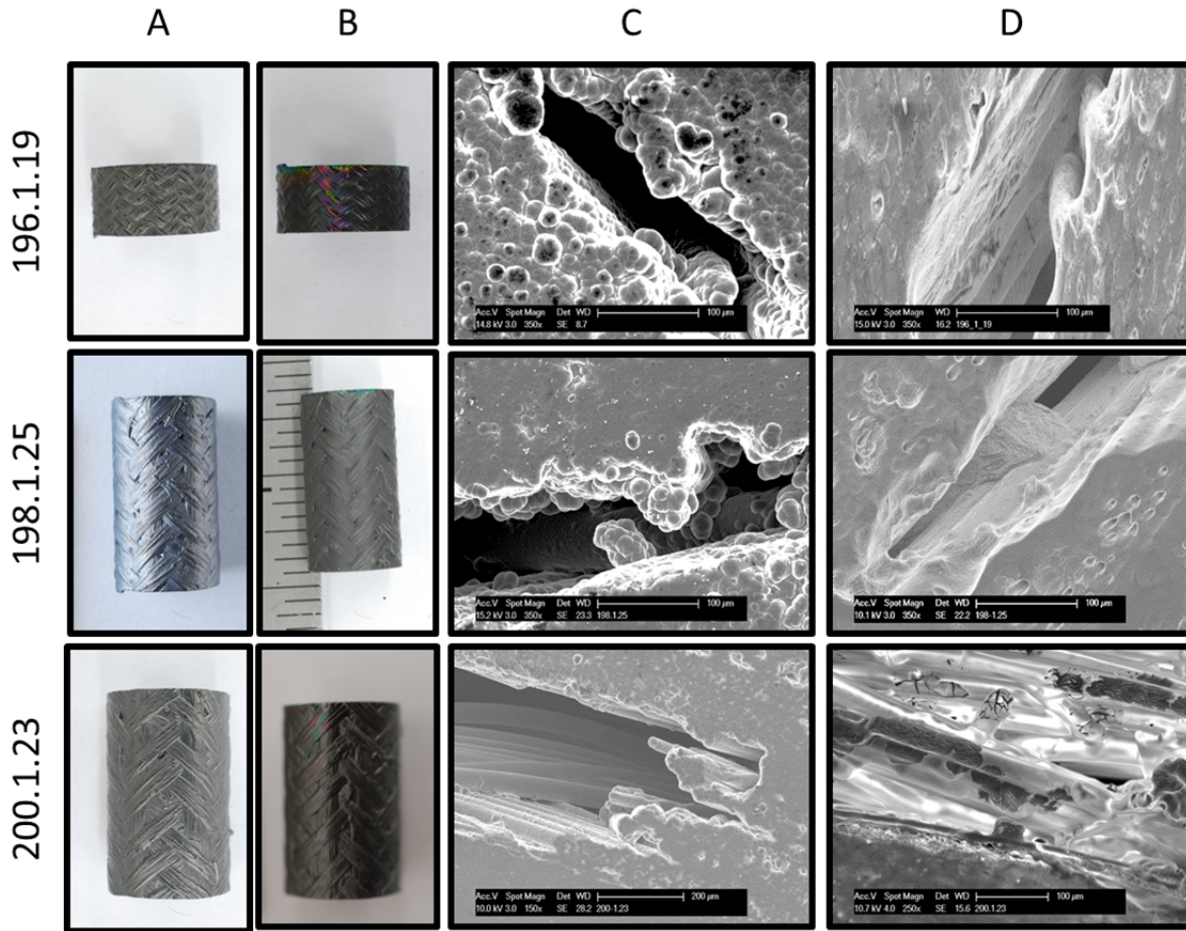 A B C D
196.1.19
Acc.V Spot Magn Det WD 100 µm
14.8 kV 3.0 350x SE 8.7
Acc.V Spot Magn WD 100 µm
15.0 kV 3.0 350x 16.2 196_1_19
198.1.25
Acc.V Spot Magn Det WD 100 µm
15.2 kV 3.0 350x SE 23.3 198.1.25
Acc.V Spot Magn Det WD 100 µm
10.1 kV 3.0 350x SE 22.2 198-1.25
200.1.23
Acc.V Spot Magn Det WD 200 µm
10.0 kV 3.0 150x SE 28.2 200-1.23
Acc.V Spot Magn Det WD 100 µm
10.7 kV 4.0 250x SE 15.6 200.1.23